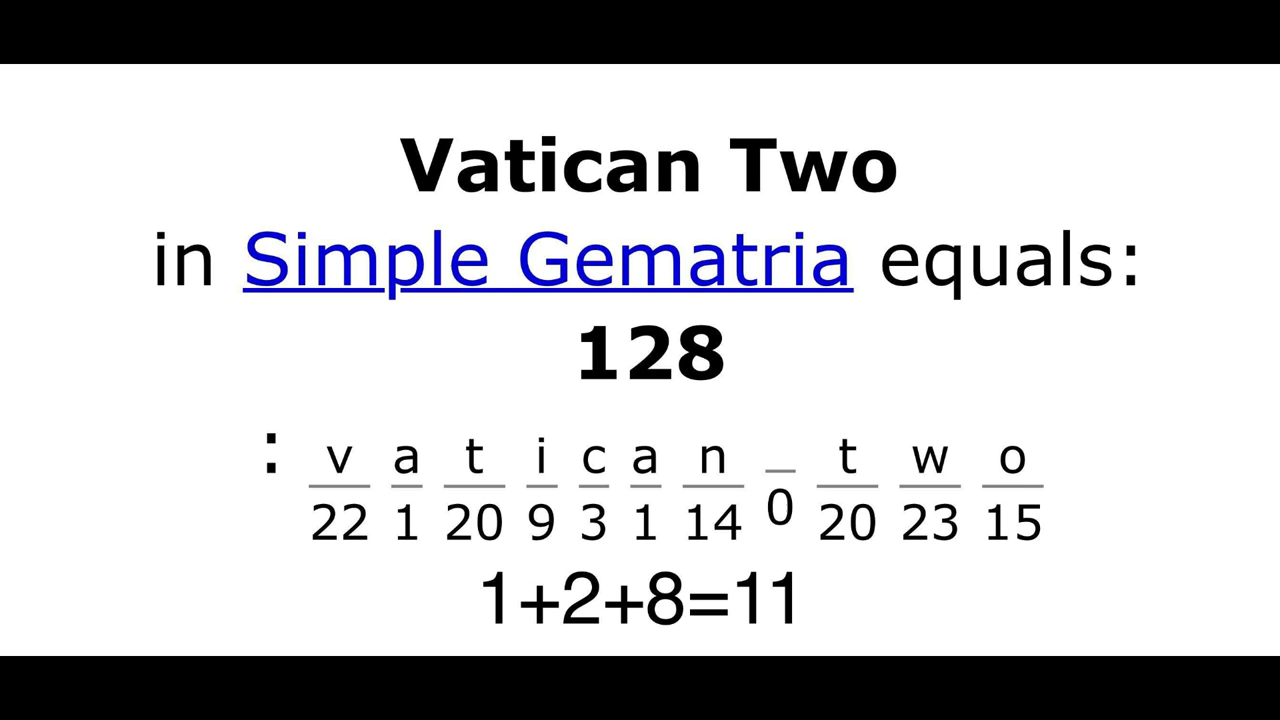 Vatican Two
in Simple Gematria equals:
128
: v a t i c a n _ t w o
22 1 20 9 3 1 14 0 20 23 15
1+2+8=11